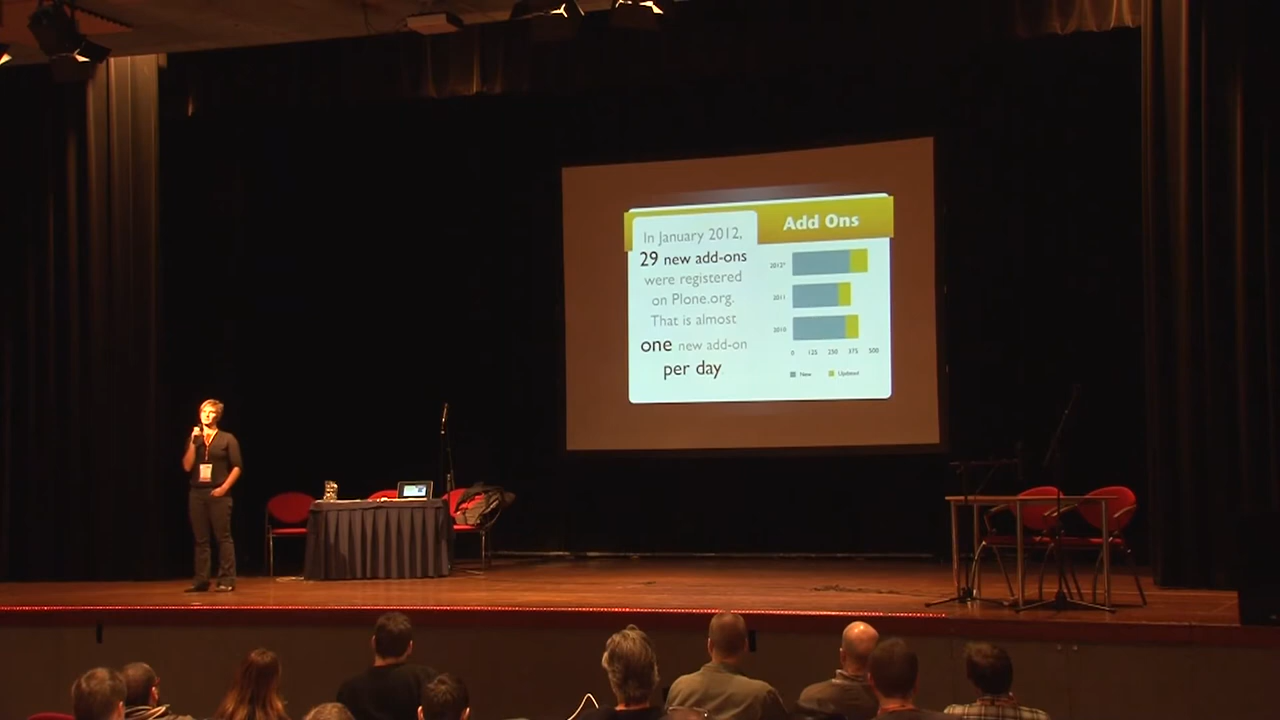 Add Ons
In January 2012,
29 new add-ons
were registered
on Plone.org.
That is almost
one new add-on
per day
2012*
2011
2010
0 125 250 375 500
New Updated